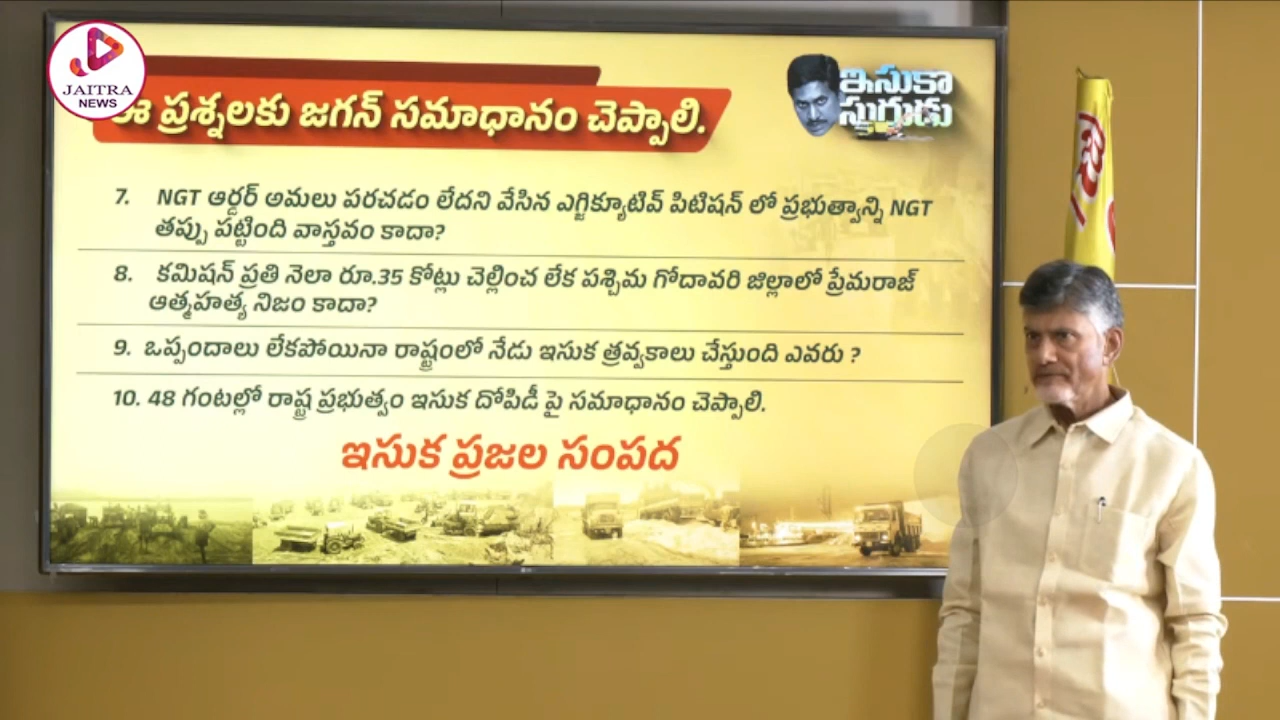 JAITRA
NEWS
ఈ ప్రశ్నలకు జగన్ సమాధానం చెప్పాలి.
ఇసుకా
సురుడు
7. NGT ఆర్డర్ అమలు పరచడం లేదని వేసిన ఎగ్జిక్యూటివ్ పిటిషన్ లో ప్రభుత్వాన్ని NGT
తప్పు పట్టింది వాస్తవం కాదా?
8. కమిషన్ ప్రతి నెలా రూ.35 కోట్లు చెల్లించ లేక పశ్చిమ గోదావరి జిల్లాలో ప్రేమరాజ్
ఆత్మహత్య నిజం కాదా?
9. ఒప్పందాలు లేకపోయినా రాష్ట్రంలో నేడు ఇసుక త్రవ్వకాలు చేస్తుంది ఎవరు ?
10. 48 గంటల్లో రాష్ట్ర ప్రభుత్వం ఇసుక దోపిడీ పై సమాధానం చెప్పాలి.
ఇసుక ప్రజల సంపద